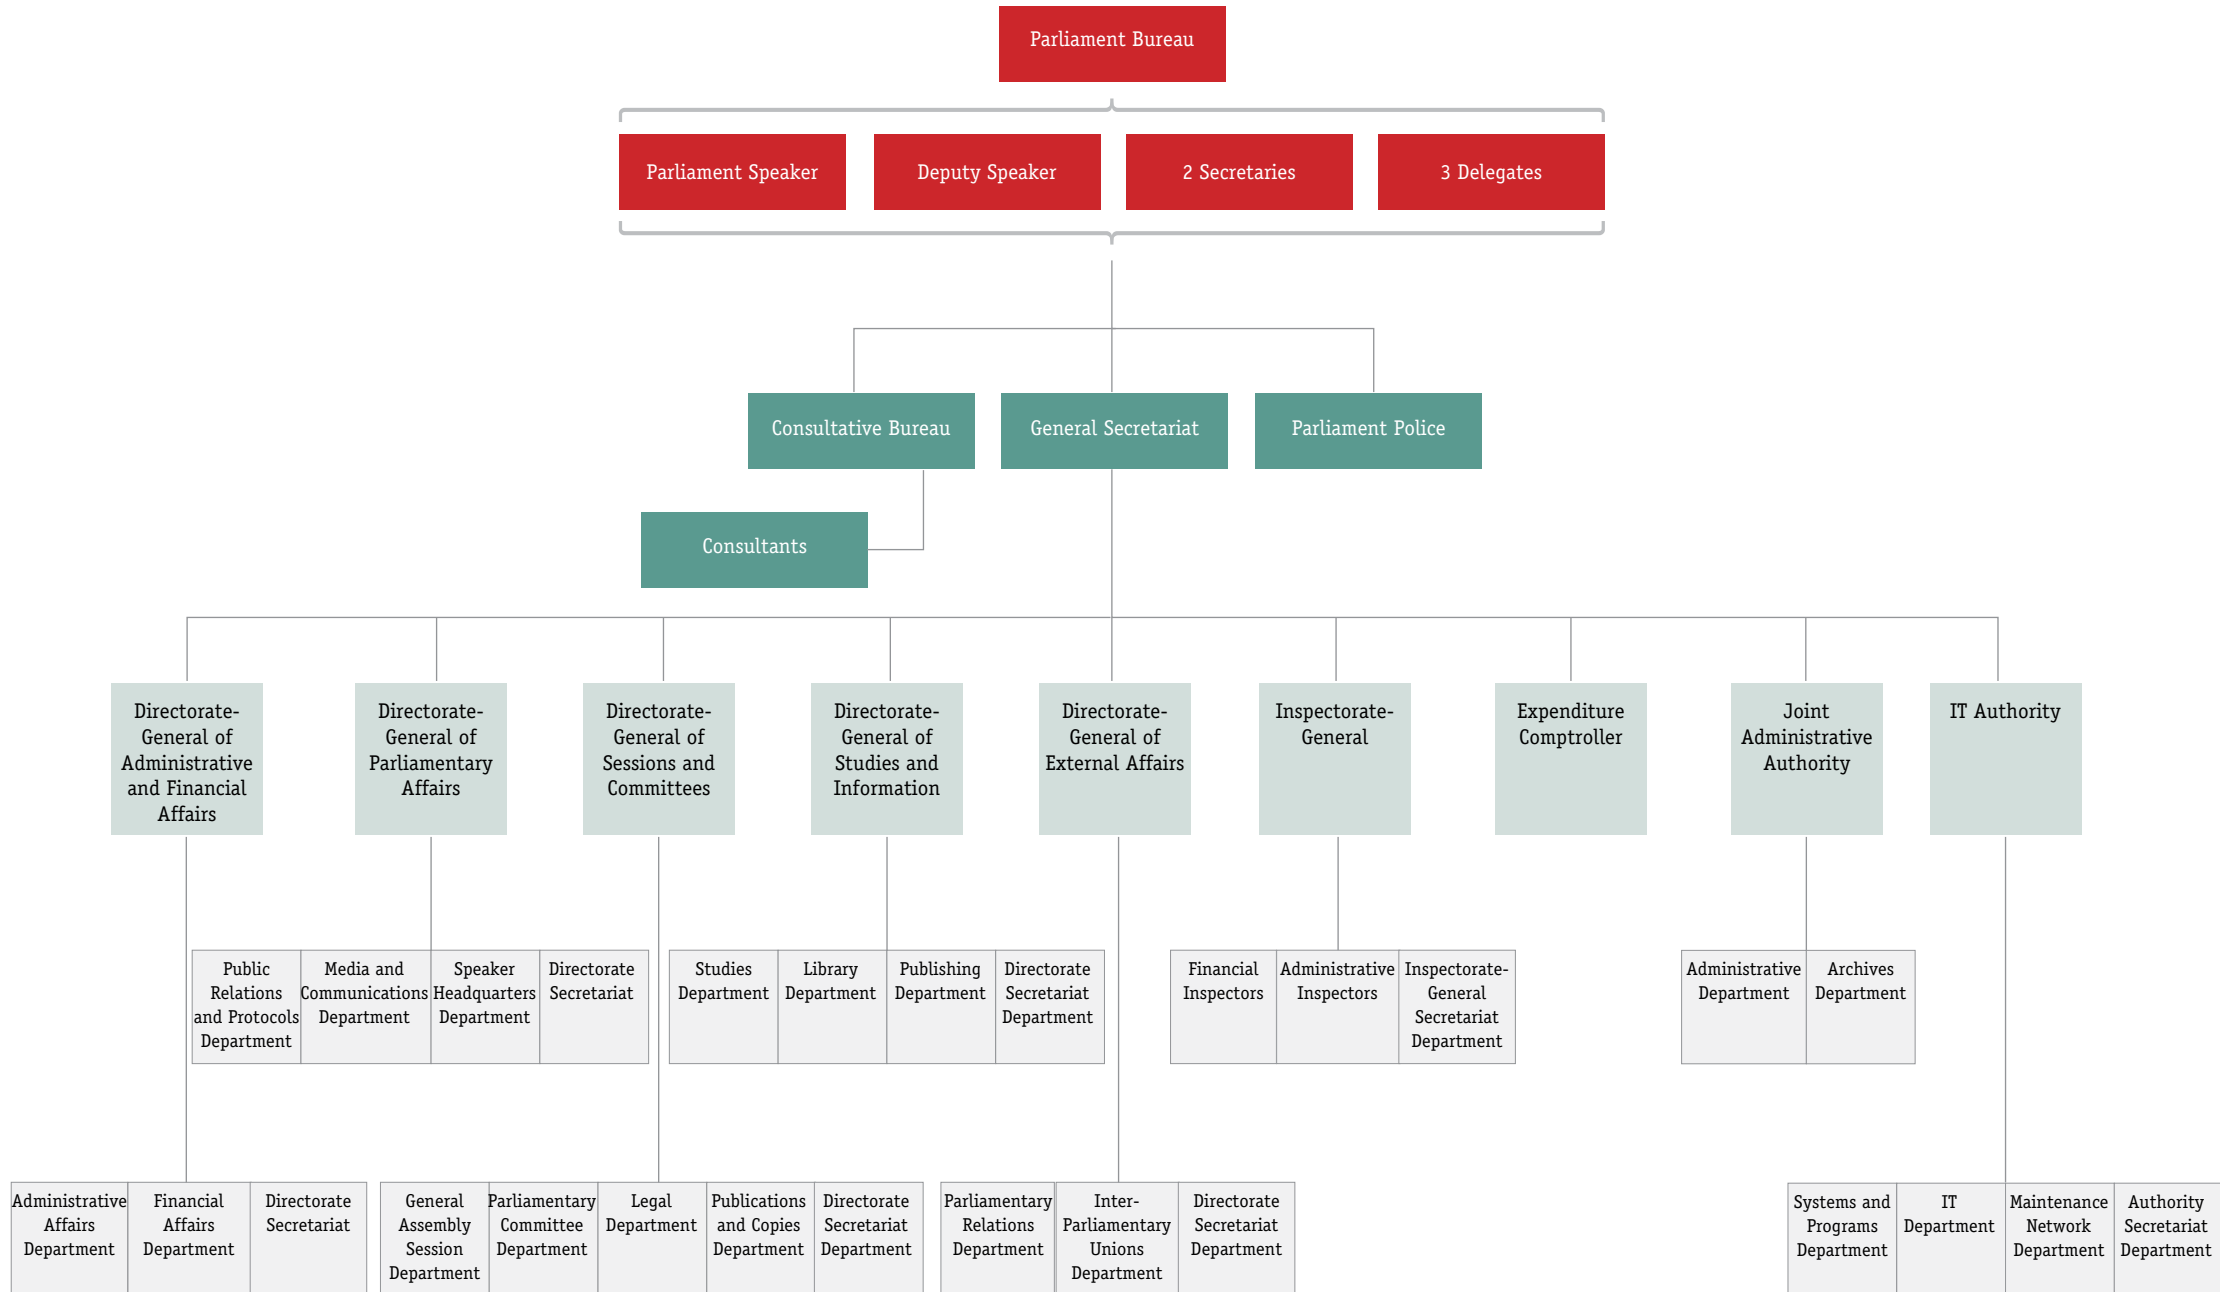 Parliament Bureau
Parliament Speaker
Deputy Speaker
2 Secretaries
3 Delegates
Consultative Bureau
General Secretariat
Parliament Police
Consultants
Directorate-
General of
Administrative
and Financial
Affairs
Directorate-
General of
Parliamentary
Affairs
Directorate-
General of
Sessions and
Committees
Directorate-
General of
Studies and
Information
Directorate-
General of
External Affairs
Inspectorate-
General
Expenditure
Comptroller
Joint
Administrative
Authority
IT Authority
Public
Relations
and Protocols
Department
Media and
Communications
Department
Speaker
Headquarters
Department
Directorate
Secretariat
Studies
Department
Library
Department
Publishing
Department
Directorate
Secretariat
Department
Financial
Inspectors
Administrative
Inspectors
Inspectorate-
General
Secretariat
Department
Administrative
Department
Archives
Department
Administrative
Affairs
Department
Financial
Affairs
Department
Directorate
Secretariat
General
Assembly
Session
Department
Parliamentary
Committee
Department
Legal
Department
Publications
and Copies
Department
Directorate
Secretariat
Department
Parliamentary
Relations
Department
Inter-
Parliamentary
Unions
Department
Directorate
Secretariat
Department
Systems and
Programs
Department
IT
Department
Maintenance
Network
Department
Authority
Secretariat
Department